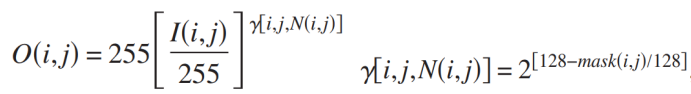 O(i,j) = 255[I(i,j)/255]^γ[i,j,N(i,j)]
γ[i,j,N(i,j)] = 2^[128−mask(i,j)/128]